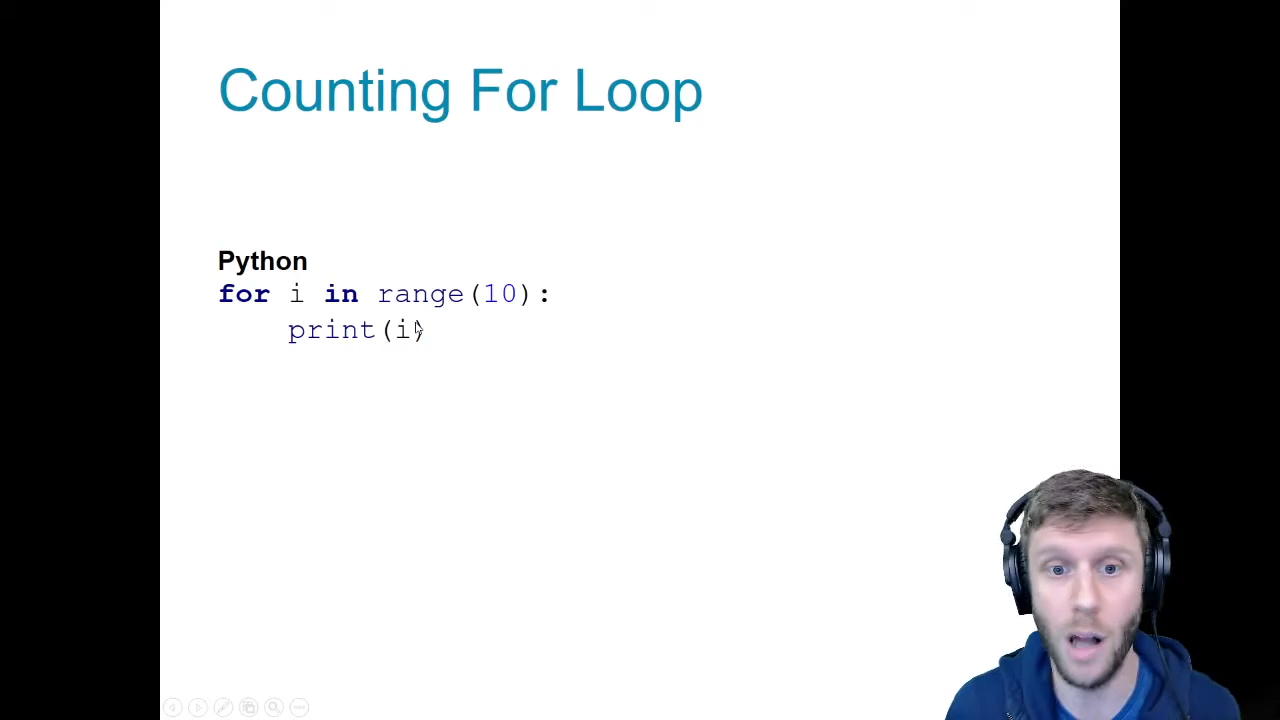 Counting For Loop
Python
for i in range(10):
    print(i)